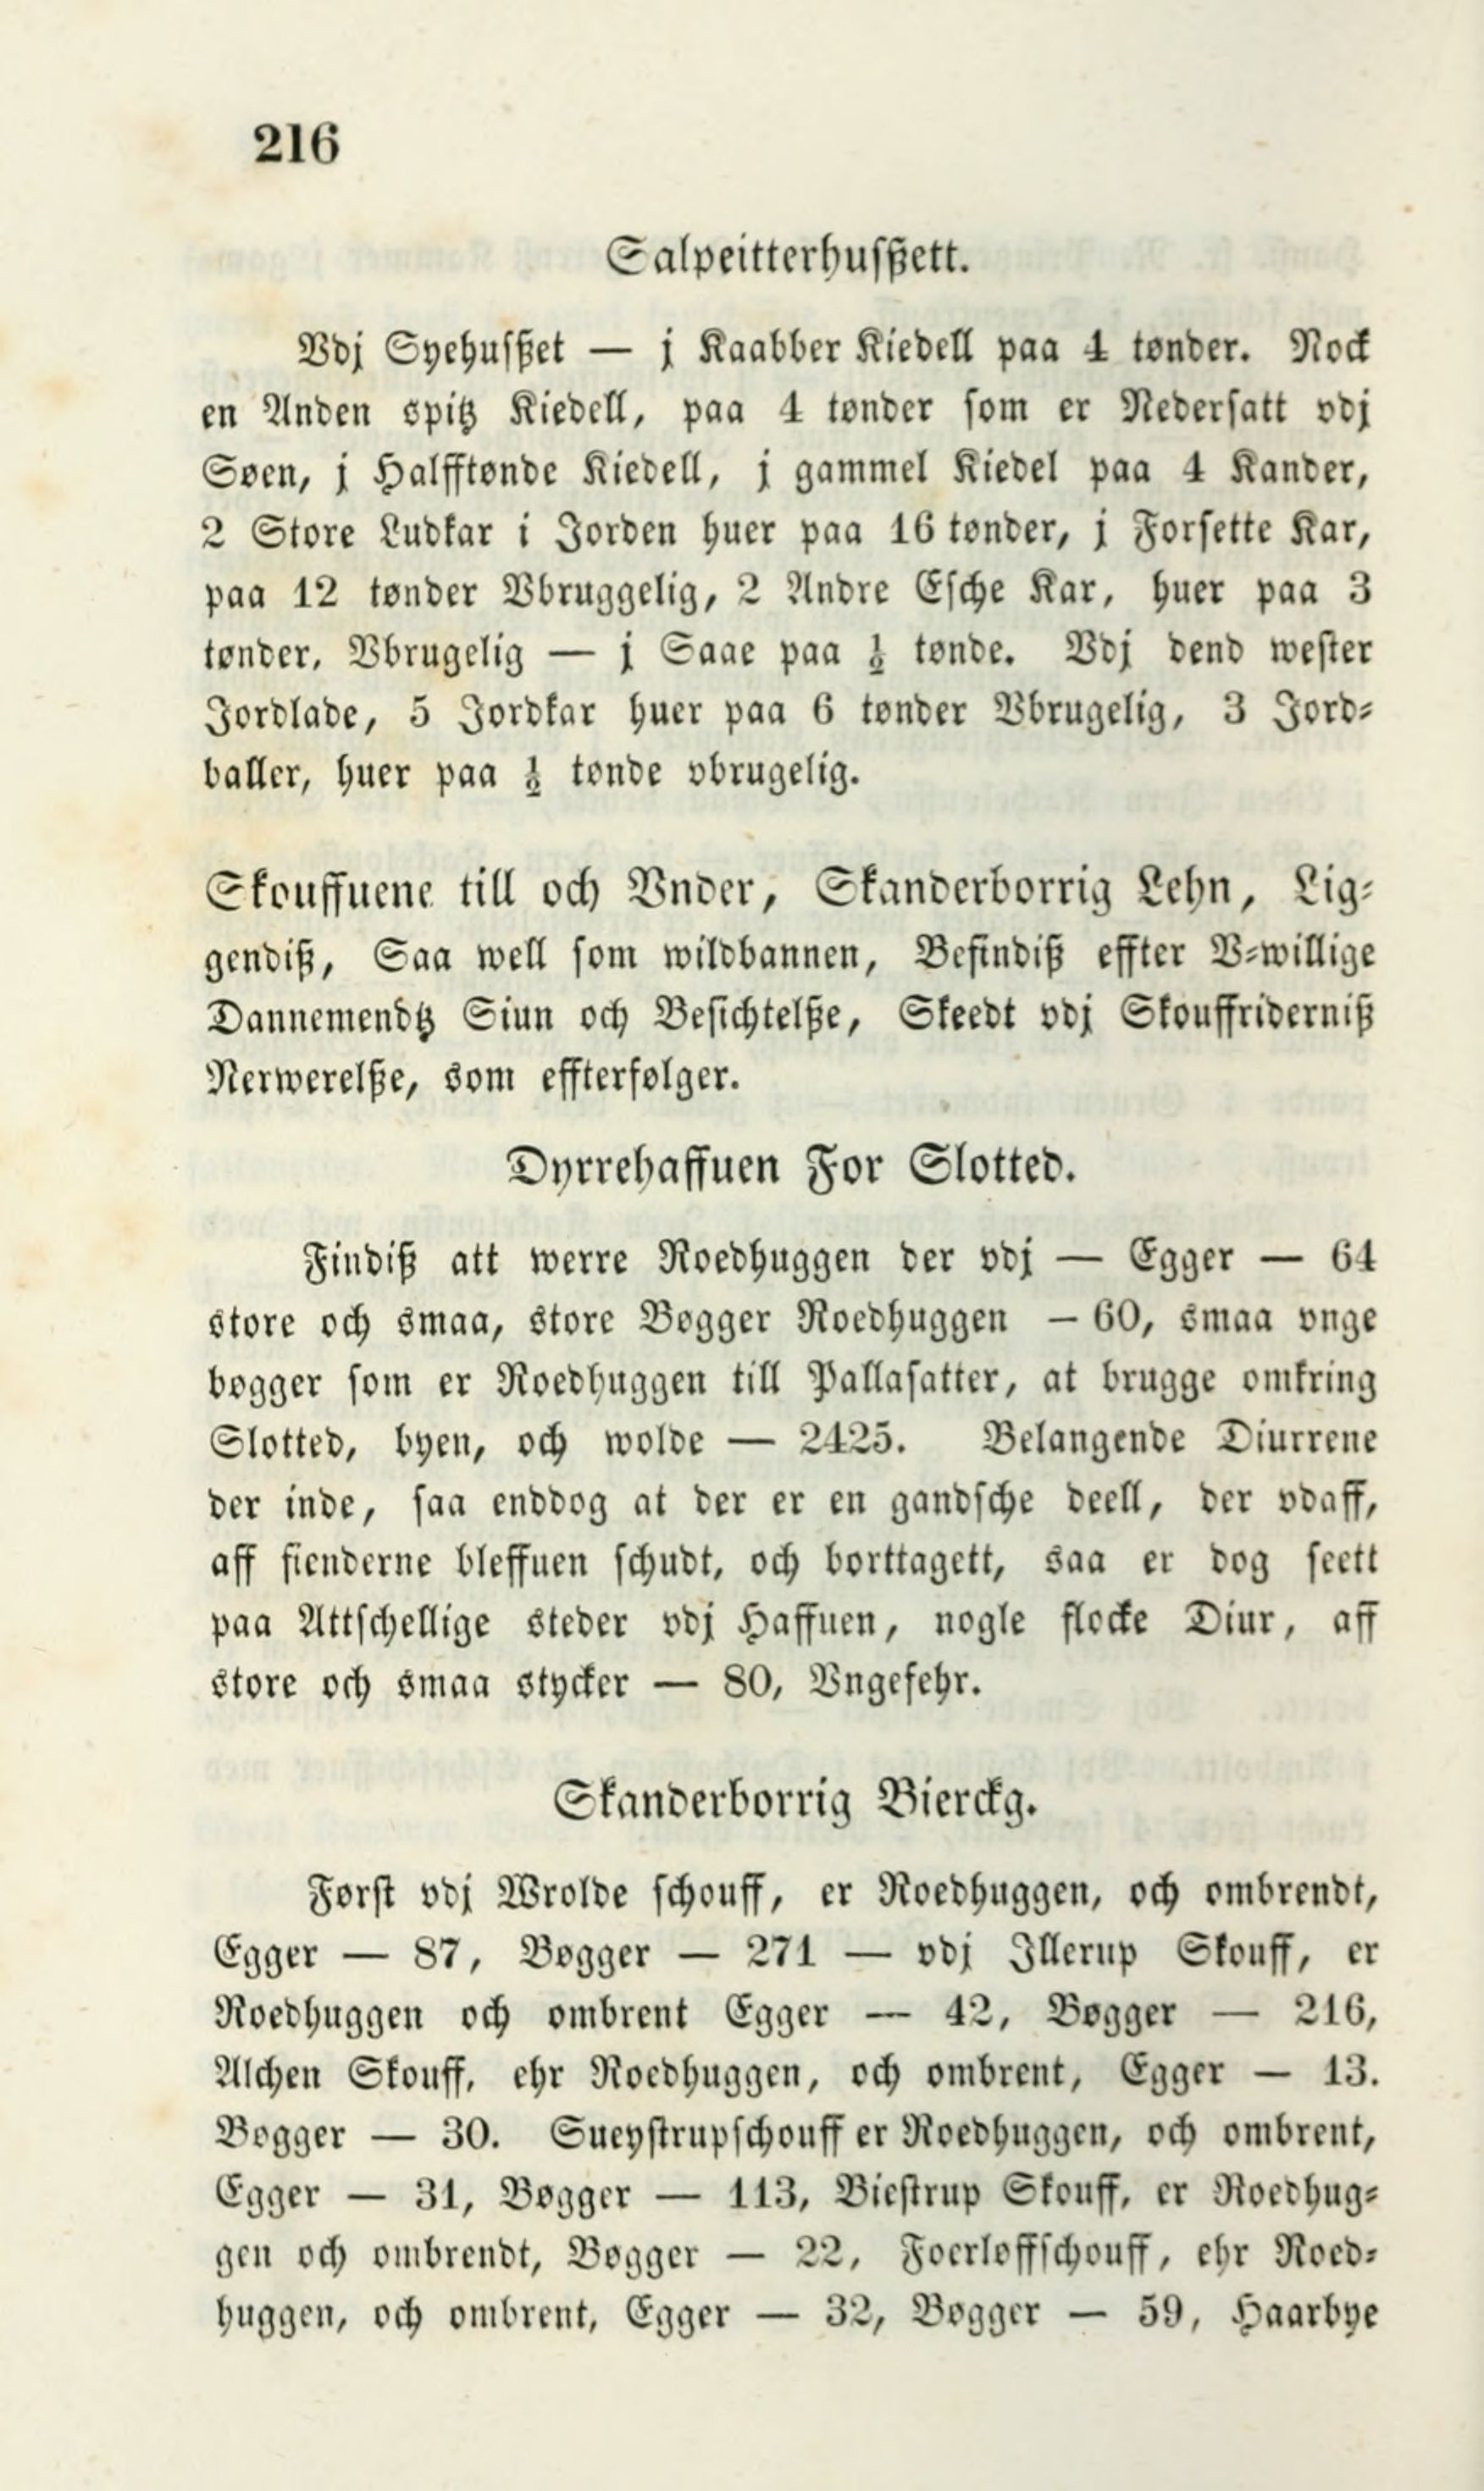 216
Salpeitterhusßett.
Vdj Syehusßet — j Kaabber Kiedell paa 4 tønder. Nock
en Anden spitz Kiedell, paa 4 tønder som er Nedersatt vdj
Søen, j Halfftønde Kiedell, j gammel Kiedel paa 4 Kander,
2 Store Ludkar i Jorden huer paa 16 tønder, j Forsette Kar,
paa 12 tønder Vbruggelig, 2 Andre Esche Kar, huer paa 3
tønder, Vbrugelig — j Saae paa ½ tønde. Vdj dend wester
Jordlade, 5 Jordkar huer paa 6 tønder Vbrugelig, 3 Jord-
baller, huer paa ½ tønde vbrugelig.
Skouffuene till och Vnder, Skanderborrig Lehn, Lig-
gendiß, Saa well som wildbannen, Befindiß effter V-willige
Dannemendtz Siun och Besichtelße, Skeedt vdj Skouffriderniß
Nerwerelße, som effterfølger.
Dyrrehaffuen For Slotted.
Findiß att werre Roedhuggen der vdj — Egger — 64
store och smaa, store Bøgger Roedhuggen — 60, smaa vnge
bøgger som er Roedhuggen till Pallasatter, at brugge omkring
Slotted, byen, och wolde — 2425. Belangende Diurrene
der inde, saa enddog at der er en gandsche deell, der vdaff,
aff fienderne bleffuen schudt, och borttagett, saa er dog seett
paa Attschellige steder vdj Haffuen, nogle flocke Diur, aff
store och smaa stycker — 80, Vngefehr.
Skanderborrig Bierckg.
Først vdj Wrolde schouff, er Roedhuggen, och ombrendt,
Egger — 87, Bøgger — 271 — vdj Illerup Skouff, er
Roedhuggen och ombrent Egger — 42, Bøgger — 216,
Alchen Skouff, ehr Roedhuggen, och ombrent, Egger — 13.
Bøgger — 30. Sueystrupschouff er Roedhuggen, och ombrent,
Egger — 31, Bøgger — 113, Biestrup Skouff, er Roedhug-
gen och ombrendt, Bøgger — 22, Foerløffschouff, ehr Roed-
huggen, och ombrent, Egger — 32, Bøgger — 59, Haarbye